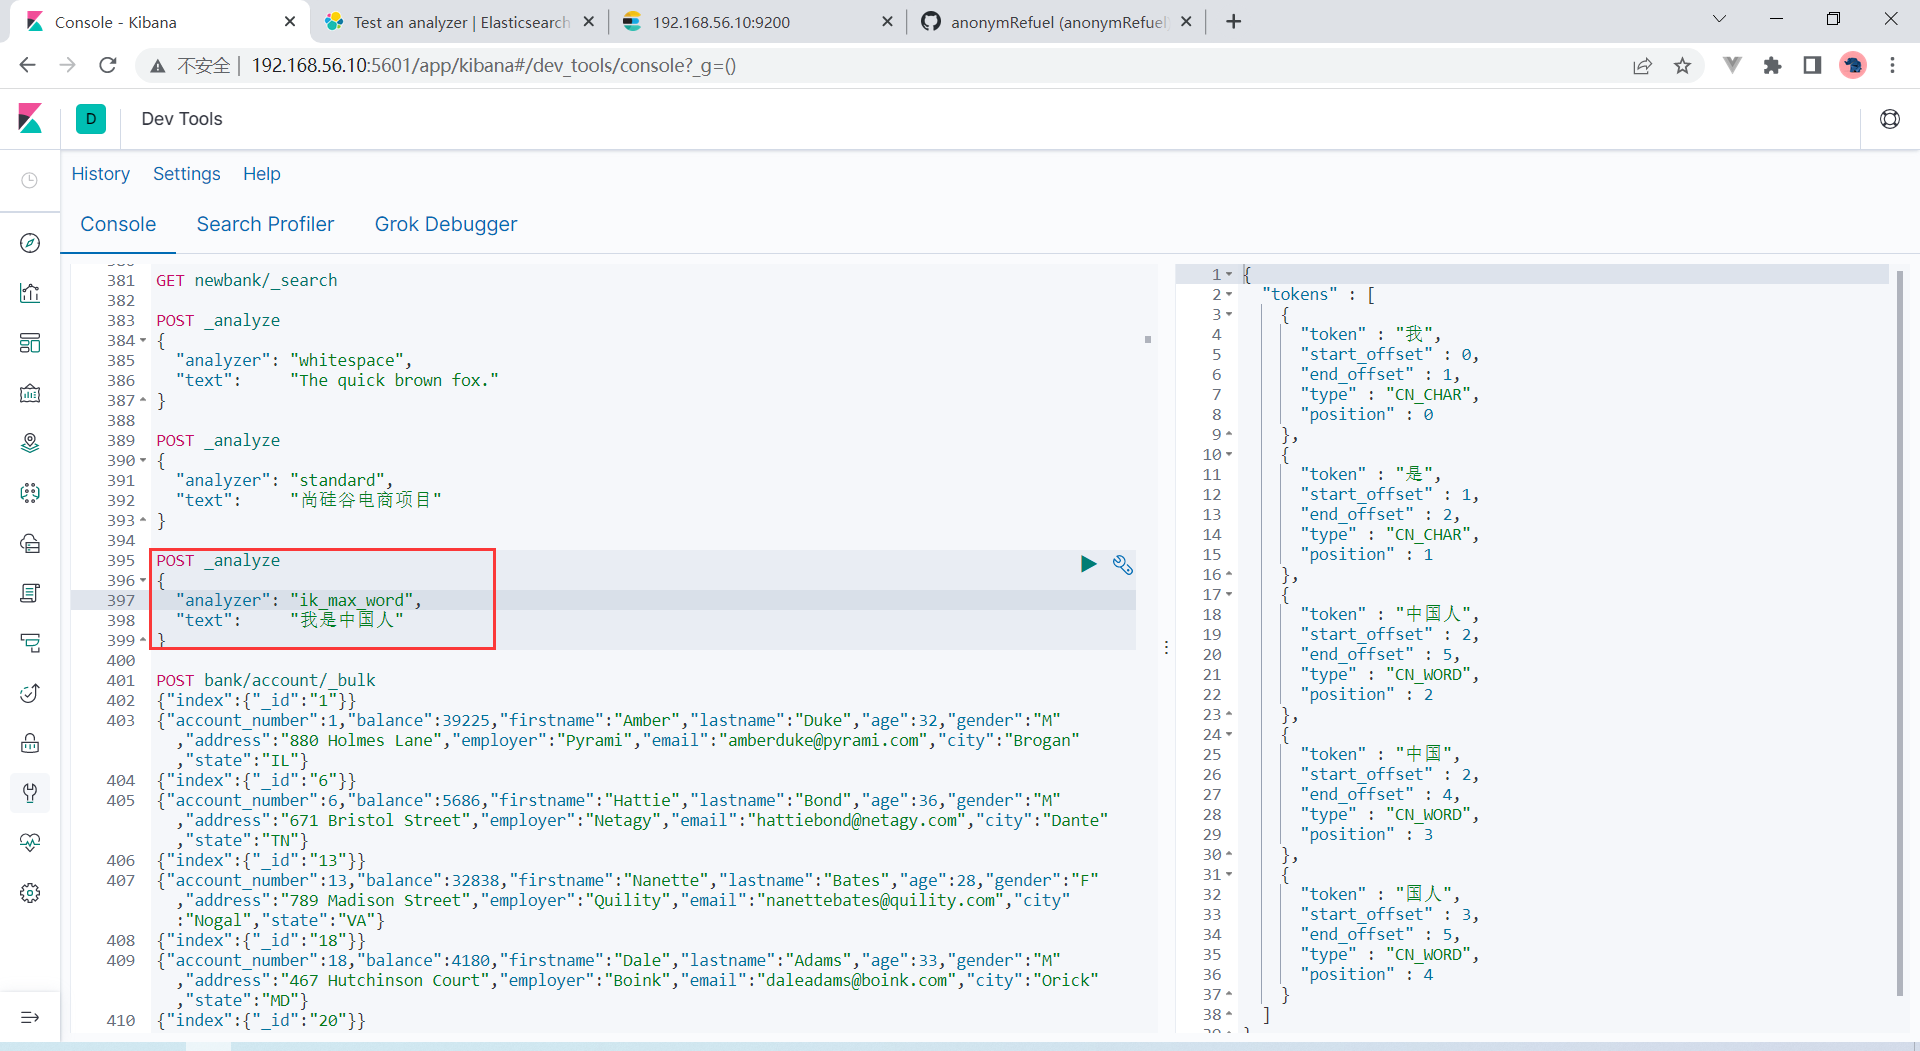 Console - Kibana
Test an analyzer | Elasticsearch
192.168.56.10:9200
anonymRefuel (anonymRefuel)
不安全
192.168.56.10:5601/app/kibana#/dev_tools/console?_g=()
D
Dev Tools
History Settings Help
Console Search Profiler Grok Debugger
381 GET newbank/_search
382
383 POST _analyze
384 {
385 "analyzer": "whitespace",
386 "text": "The quick brown fox."
387 }
388
389 POST _analyze
390 {
391 "analyzer": "standard",
392 "text": "尚硅谷电商项目"
393 }
394
395 POST _analyze
396 {
397 "analyzer": "ik_max_word",
398 "text": "我是中国人"
399 }
400
401 POST bank/account/_bulk
402 {"index":{"_id":"1"}}
403 {"account_number":1,"balance":39225,"firstname":"Amber","lastname":"Duke","age":32,"gender":"M"
,"address":"880 Holmes Lane","employer":"Pyrami","email":"amberduke@pyrami.com","city":"Brogan"
,"state":"IL"}
404 {"index":{"_id":"6"}}
405 {"account_number":6,"balance":5686,"firstname":"Hattie","lastname":"Bond","age":36,"gender":"M"
,"address":"671 Bristol Street","employer":"Netagy","email":"hattiebond@netagy.com","city":"Dante"
,"state":"TN"}
406 {"index":{"_id":"13"}}
407 {"account_number":13,"balance":32838,"firstname":"Nanette","lastname":"Bates","age":28,"gender":"F"
,"address":"789 Madison Street","employer":"Quility","email":"nanettebates@quility.com","city"
:"Nogal","state":"VA"}
408 {"index":{"_id":"18"}}
409 {"account_number":18,"balance":4180,"firstname":"Dale","lastname":"Adams","age":33,"gender":"M"
,"address":"467 Hutchinson Court","employer":"Boink","email":"daleadams@boink.com","city":"Orick"
,"state":"MD"}
410 {"index":{"_id":"20"}}
1 {
2 "tokens" : [
3 {
4 "token" : "我",
5 "start_offset" : 0,
6 "end_offset" : 1,
7 "type" : "CN_CHAR",
8 "position" : 0
9 },
10 {
11 "token" : "是",
12 "start_offset" : 1,
13 "end_offset" : 2,
14 "type" : "CN_CHAR",
15 "position" : 1
16 },
17 {
18 "token" : "中国人",
19 "start_offset" : 2,
20 "end_offset" : 5,
21 "type" : "CN_WORD",
22 "position" : 2
23 },
24 {
25 "token" : "中国",
26 "start_offset" : 2,
27 "end_offset" : 4,
28 "type" : "CN_WORD",
29 "position" : 3
30 },
31 {
32 "token" : "国人",
33 "start_offset" : 3,
34 "end_offset" : 5,
35 "type" : "CN_WORD",
36 "position" : 4
37 }
38 ]